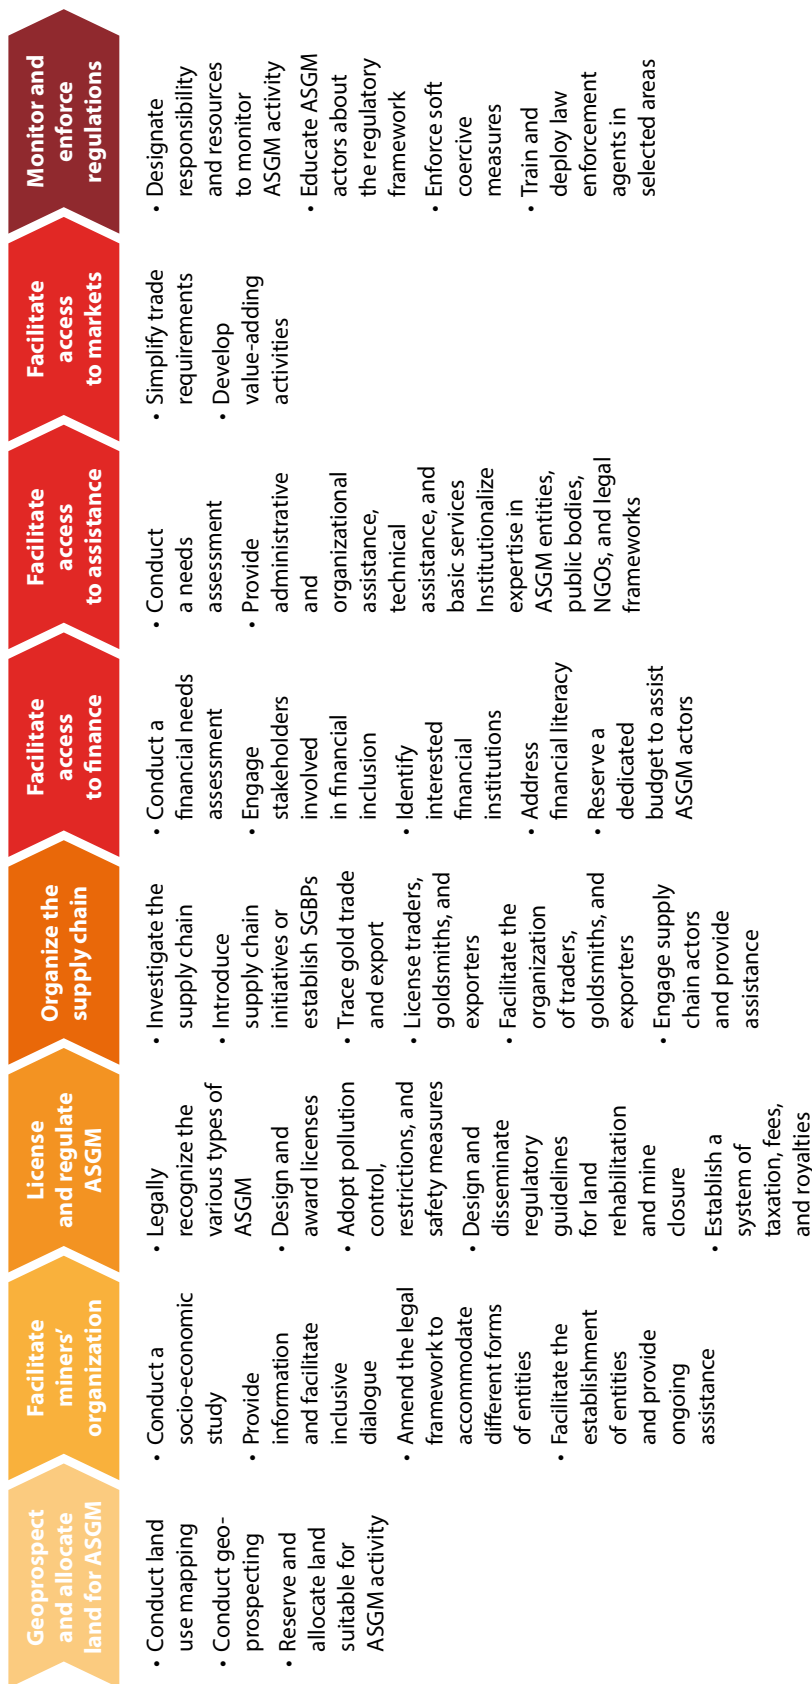 Geoprospect
and allocate
land for ASGM
• Conduct land
use mapping
• Conduct geo-
prospecting
• Reserve and
allocate land
suitable for
ASGM activity
Facilitate
miners’
organization
• Conduct a
socio-economic
study
• Provide
information
and facilitate
inclusive
dialogue
• Amend the legal
framework to
accommodate
different forms
of entities
• Facilitate the
establishment
of entities
and provide
ongoing
assistance
License
and regulate
ASGM
• Legally
recognize the
various types of
ASGM
• Design and
award licenses
• Adopt pollution
control,
restrictions, and
safety measures
• Design and
disseminate
regulatory
guidelines
for land
rehabilitation
and mine
closure
• Establish a
system of
taxation, fees,
and royalties
Organize the
supply chain
• Investigate the
supply chain
• Introduce
supply chain
initiatives or
establish SGBPs
• Trace gold trade
and export
• License traders,
goldsmiths, and
exporters
• Facilitate the
organization
of traders,
goldsmiths, and
exporters
• Engage supply
chain actors
and provide
assistance
Facilitate
access
to finance
• Conduct a
financial needs
assessment
• Engage
stakeholders
involved
in financial
inclusion
• Identify
interested
financial
institutions
• Address
financial literacy
• Reserve a
dedicated
budget to assist
ASGM actors
Facilitate
access
to assistance
• Conduct
a needs
assessment
• Provide
administrative
and
organizational
assistance,
technical
assistance, and
basic services
Institutionalize
expertise in
ASGM entities,
public bodies,
NGOs, and legal
frameworks
Facilitate
access
to markets
• Simplify trade
requirements
• Develop
value-adding
activities
Monitor and
enforce
regulations
• Designate
responsibility
and resources
to monitor
ASGM activity
• Educate ASGM
actors about
the regulatory
framework
• Enforce soft
coercive
measures
• Train and
deploy law
enforcement
agents in
selected areas